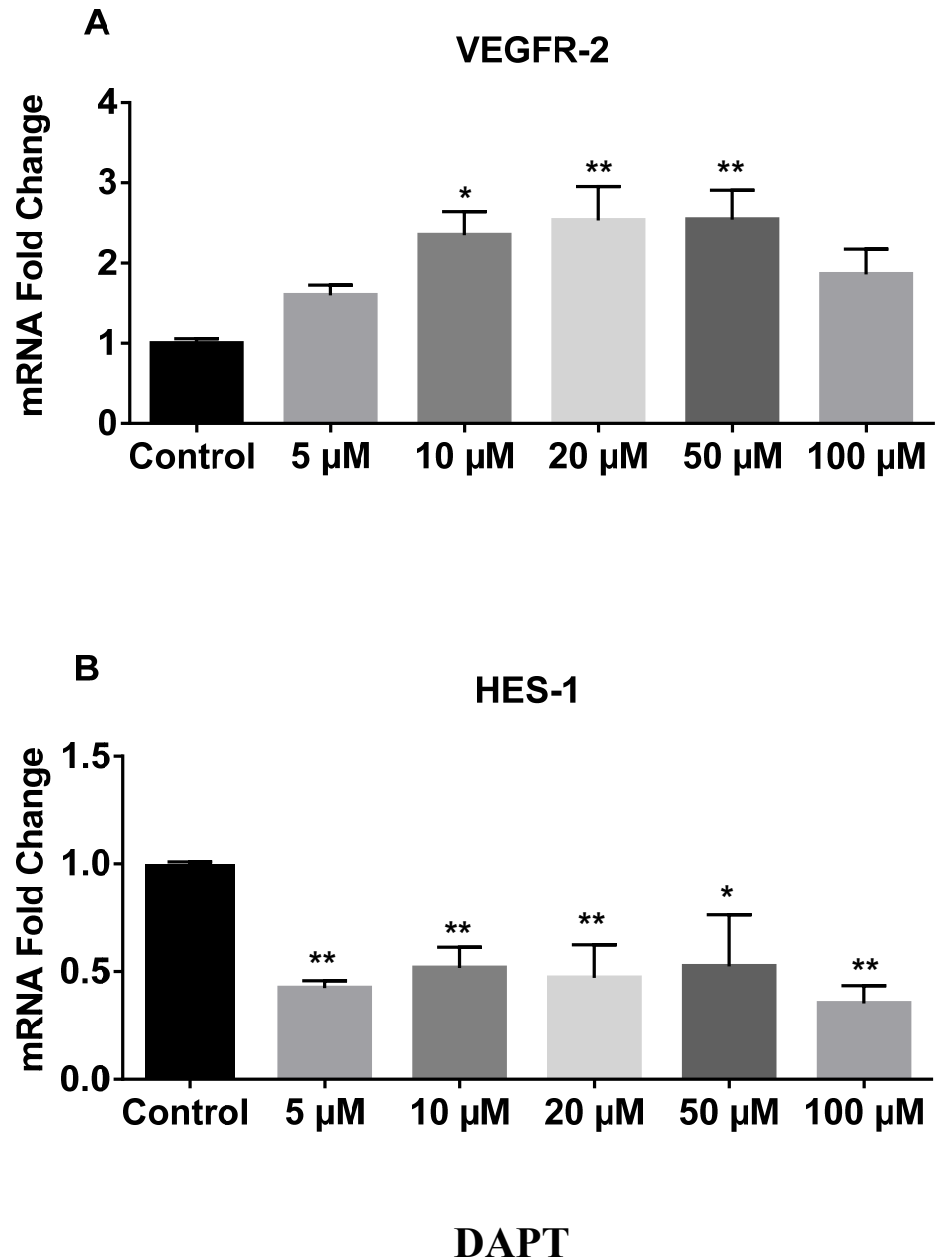 A
VEGFR-2
mRNA Fold Change
4
3
2
1
0
* ** **
Control 5 µM 10 µM 20 µM 50 µM 100 µM
B
HES-1
mRNA Fold Change
1.5
1.0
0.5
0.0
** ** ** * **
Control 5 µM 10 µM 20 µM 50 µM 100 µM
DAPT